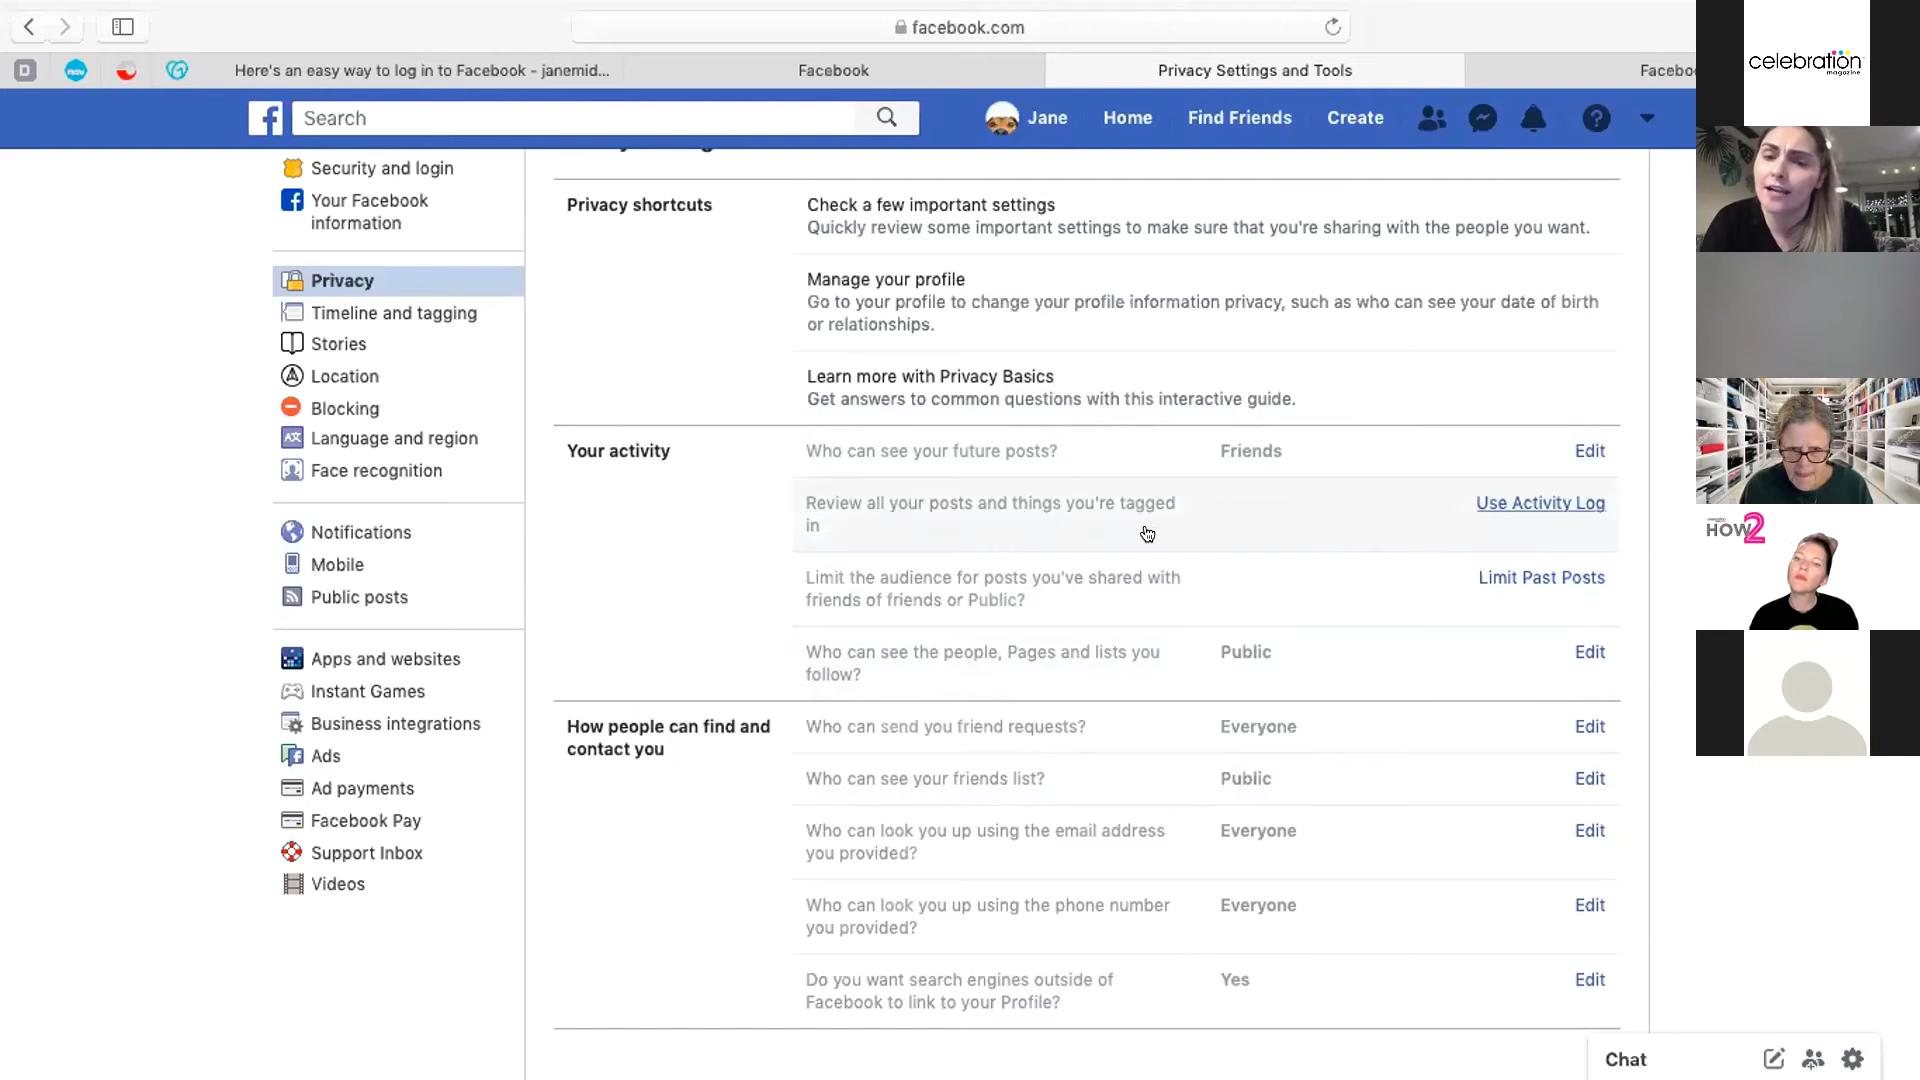 facebook.com
D
nav
Here's an easy way to log in to Facebook - janemid...
Facebook
Privacy Settings and Tools
Facebo
celebration
magazine
Search
Jane
Home
Find Friends
Create
Security and login
Your Facebook
information
Privacy
Timeline and tagging
Stories
Location
Blocking
Language and region
Face recognition
Notifications
Mobile
Public posts
Apps and websites
Instant Games
Business integrations
Ads
Ad payments
Facebook Pay
Support Inbox
Videos
Privacy shortcuts
Check a few important settings
Quickly review some important settings to make sure that you're sharing with the people you want.
Manage your profile
Go to your profile to change your profile information privacy, such as who can see your date of birth
or relationships.
Learn more with Privacy Basics
Get answers to common questions with this interactive guide.
Your activity
Who can see your future posts? Friends Edit
Review all your posts and things you're tagged Use Activity Log
in
Limit the audience for posts you've shared with Limit Past Posts
friends of friends or Public?
Who can see the people, Pages and lists you Public Edit
follow?
How people can find and
contact you
Who can send you friend requests? Everyone Edit
Who can see your friends list? Public Edit
Who can look you up using the email address Everyone Edit
you provided?
Who can look you up using the phone number Everyone Edit
you provided?
Do you want search engines outside of Yes Edit
Facebook to link to your Profile?
HOW2
Chat